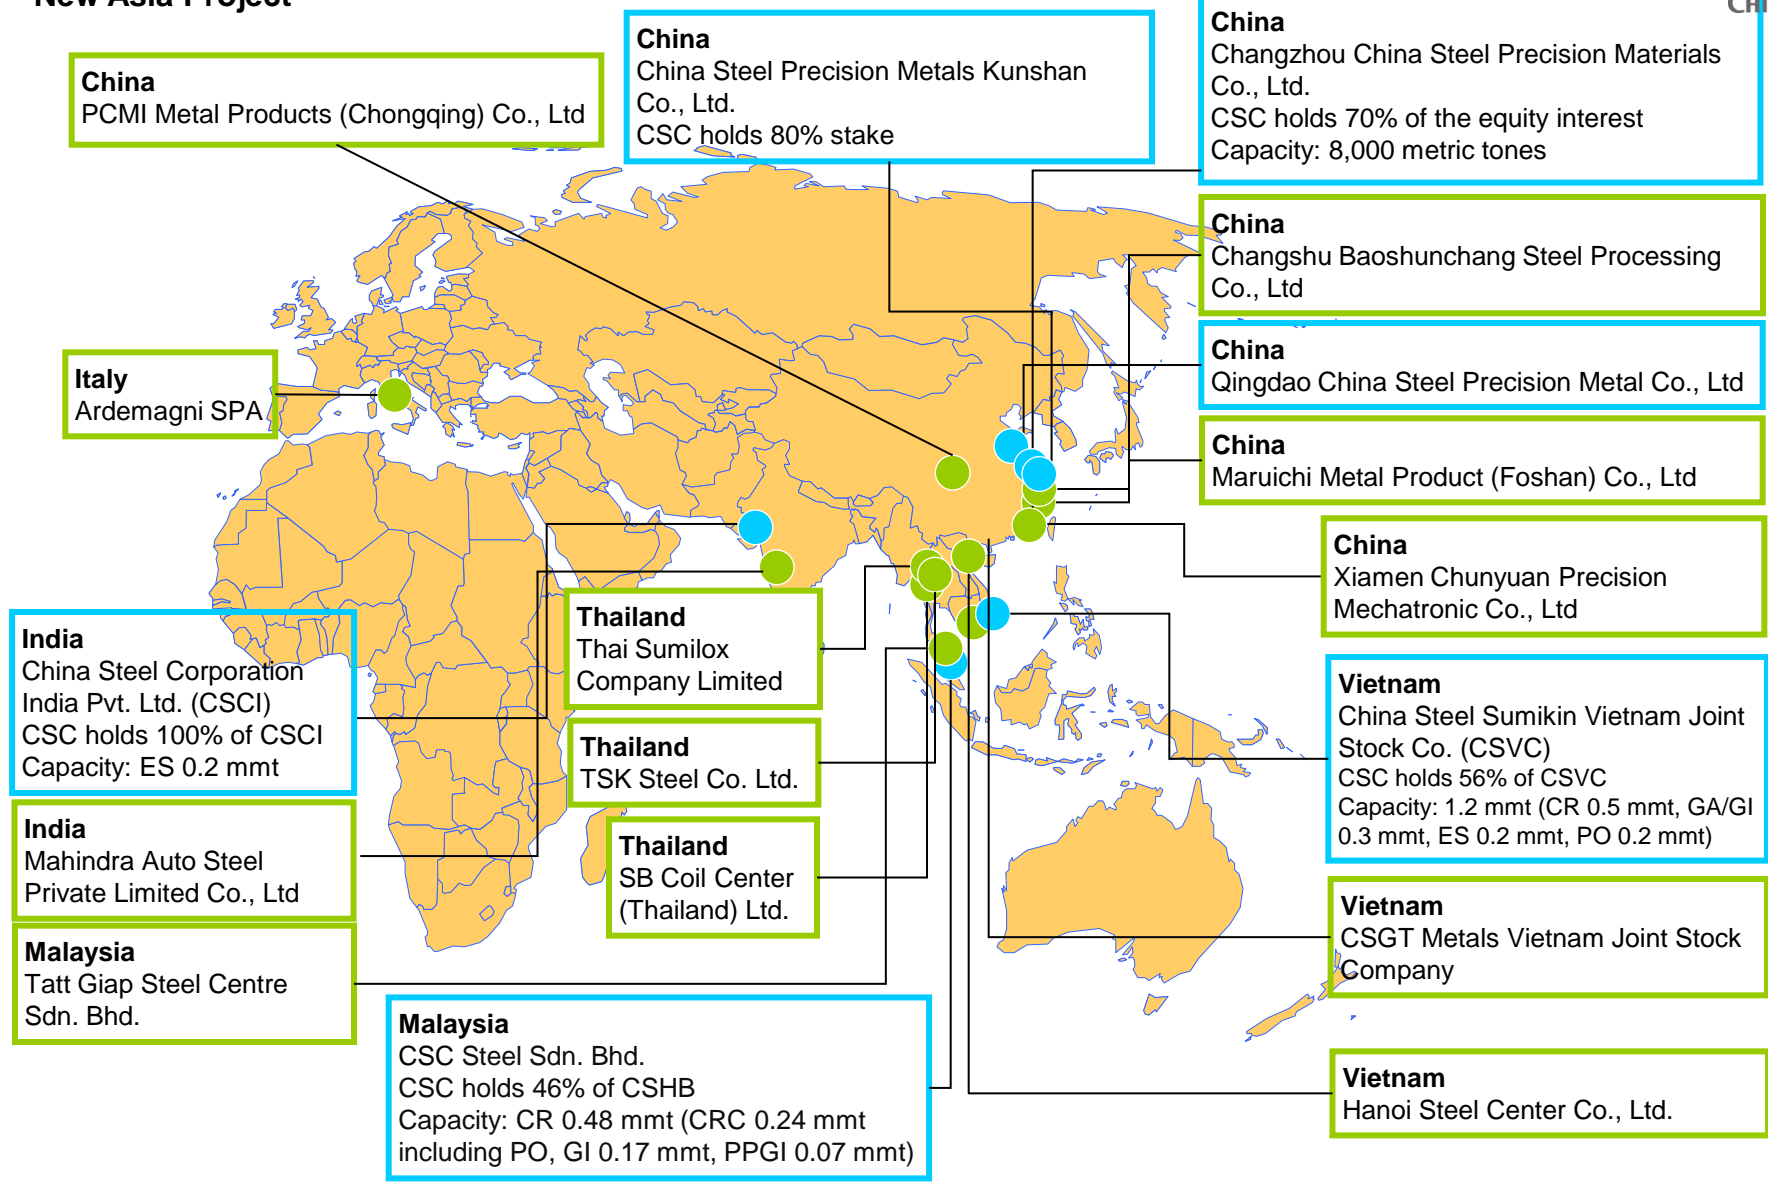 New Asia Project
China
PCMI Metal Products (Chongqing) Co., Ltd
China
China Steel Precision Metals Kunshan
Co., Ltd.
CSC holds 80% stake
China
Changzhou China Steel Precision Materials
Co., Ltd.
CSC holds 70% of the equity interest
Capacity: 8,000 metric tones
China
Changshu Baoshunchang Steel Processing
Co., Ltd
China
Qingdao China Steel Precision Metal Co., Ltd
China
Maruichi Metal Product (Foshan) Co., Ltd
China
Xiamen Chunyuan Precision
Mechatronic Co., Ltd
Italy
Ardemagni SPA
India
China Steel Corporation
India Pvt. Ltd. (CSCI)
CSC holds 100% of CSCI
Capacity: ES 0.2 mmt
India
Mahindra Auto Steel
Private Limited Co., Ltd
Malaysia
Tatt Giap Steel Centre
Sdn. Bhd.
Thailand
Thai Sumilox
Company Limited
Thailand
TSK Steel Co. Ltd.
Thailand
SB Coil Center
(Thailand) Ltd.
Malaysia
CSC Steel Sdn. Bhd.
CSC holds 46% of CSHB
Capacity: CR 0.48 mmt (CRC 0.24 mmt
including PO, GI 0.17 mmt, PPGI 0.07 mmt)
Vietnam
China Steel Sumikin Vietnam Joint
Stock Co. (CSVC)
CSC holds 56% of CSVC
Capacity: 1.2 mmt (CR 0.5 mmt, GA/GI
0.3 mmt, ES 0.2 mmt, PO 0.2 mmt)
Vietnam
CSGT Metals Vietnam Joint Stock
Company
Vietnam
Hanoi Steel Center Co., Ltd.